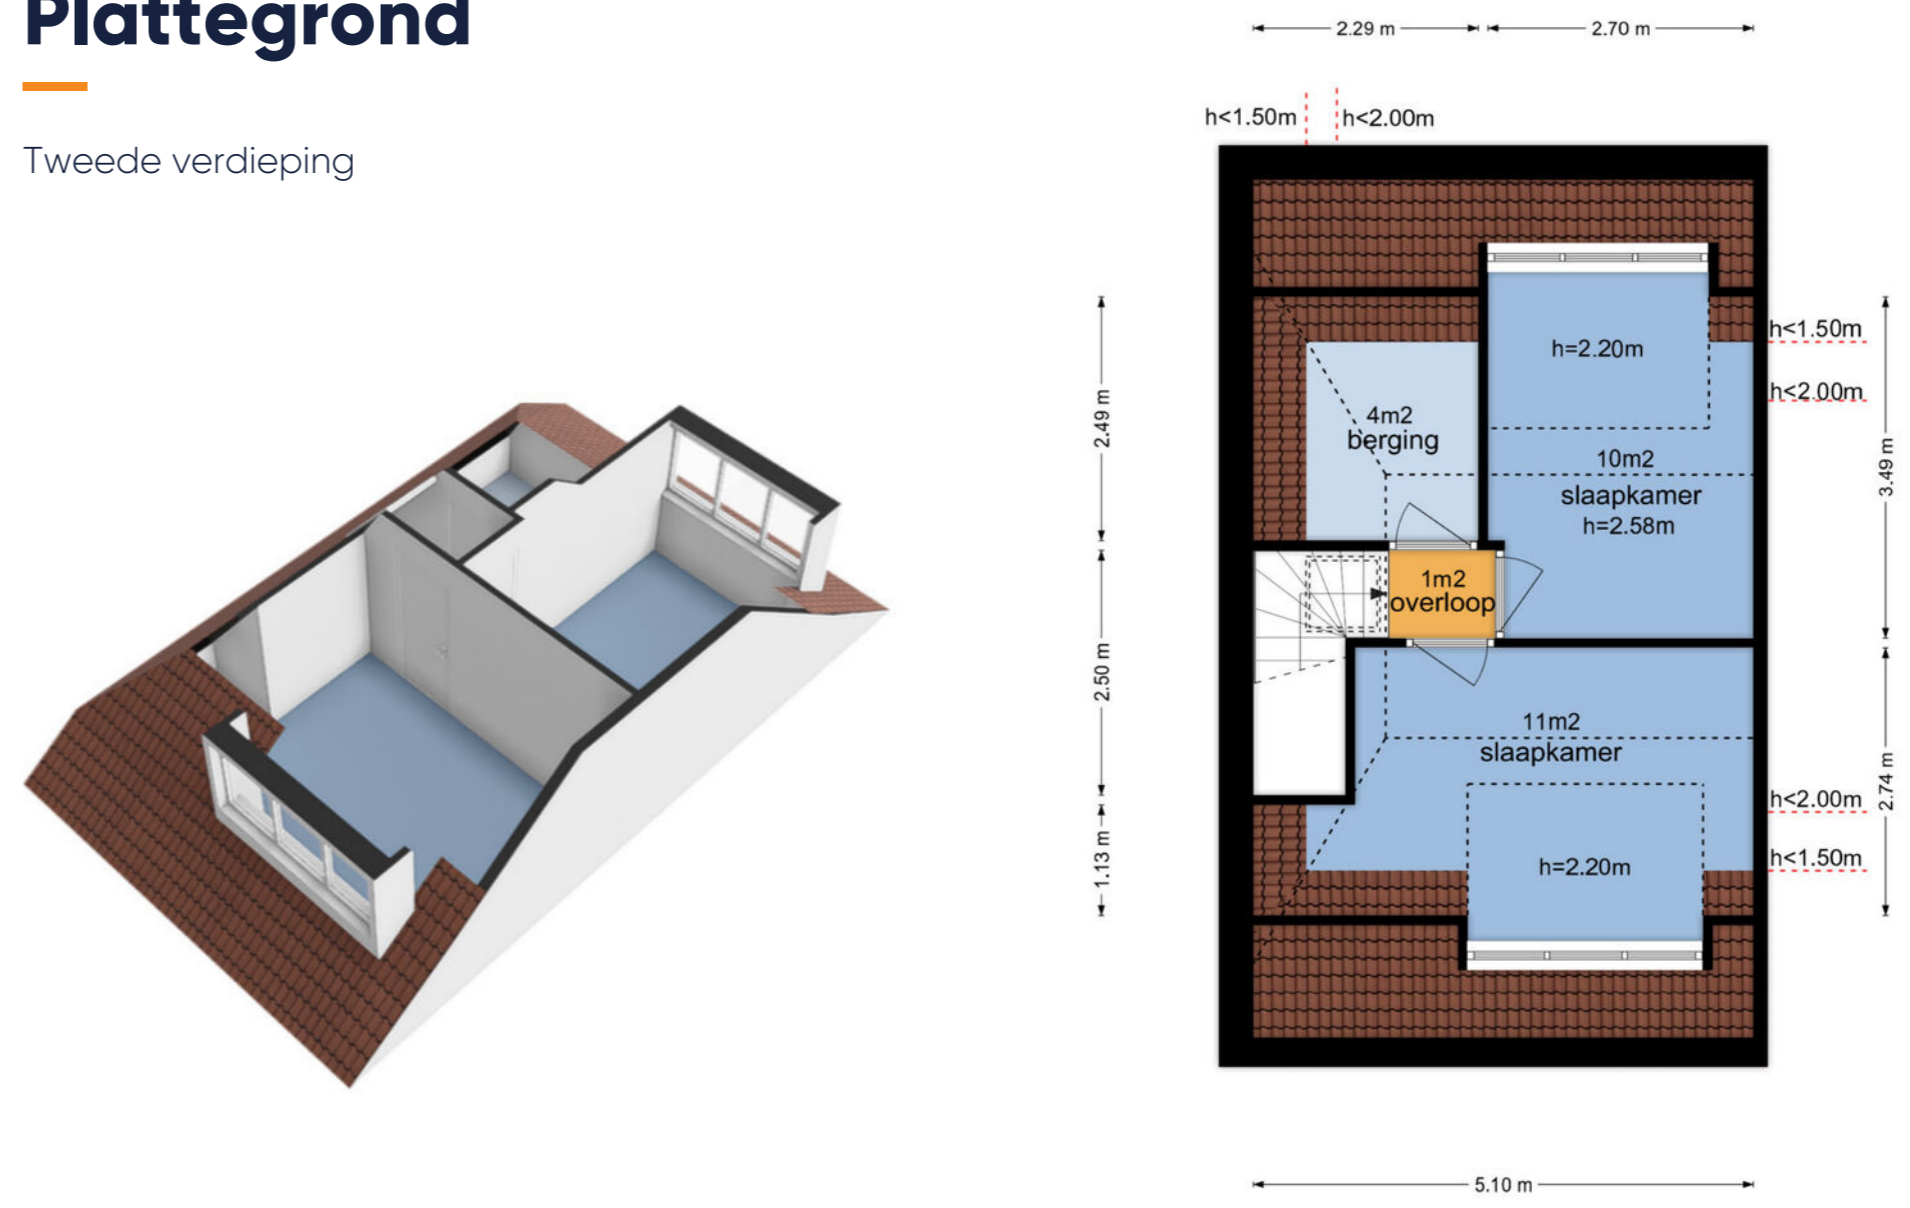 Plattegrond
Tweede verdieping
2.29 m
2.70 m
h<1.50m
h<2.00m
h=2.20m
h<1.50m
h<2.00m
2.49 m
4m2
berging
10m2
slaapkamer
h=2.58m
3.49 m
1m2
overloop
2.50 m
11m2
slaapkamer
2.74 m
h<2.00m
h<1.50m
1.13 m
h=2.20m
5.10 m